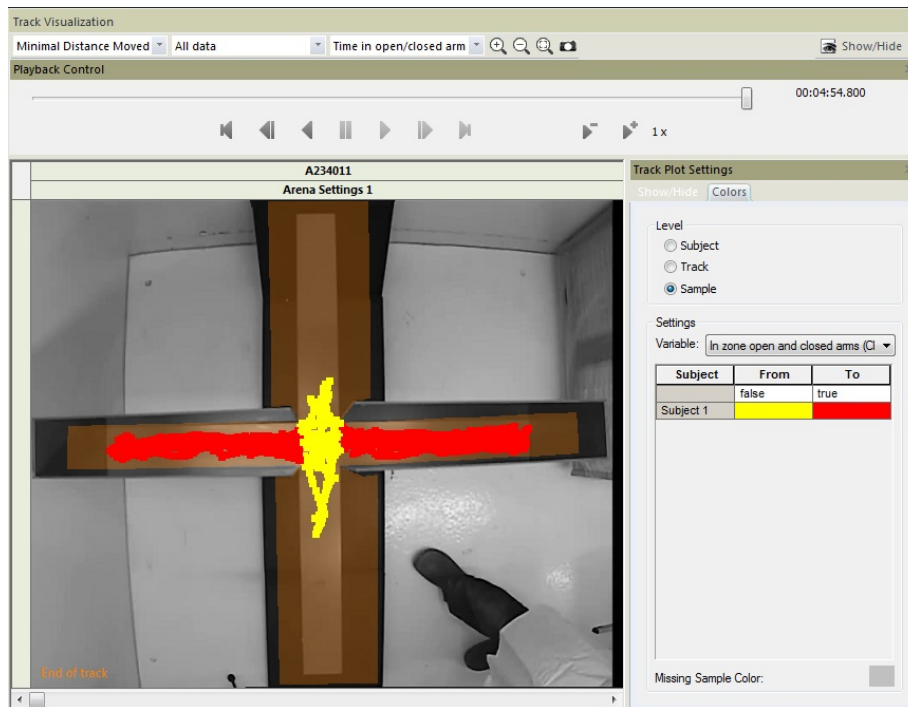 Track Visualization
Minimal Distance Moved All data Time in open/closed arm Show/Hide
Playback Control
00:04:54.800
1 x
A234011
Arena Settings 1
End of track
Track Plot Settings
Show/Hide Colors
Level
Subject
Track
Sample
Settings
Variable: In zone open and closed arms (Cl
Subject From To
false true
Subject 1
Missing Sample Color: